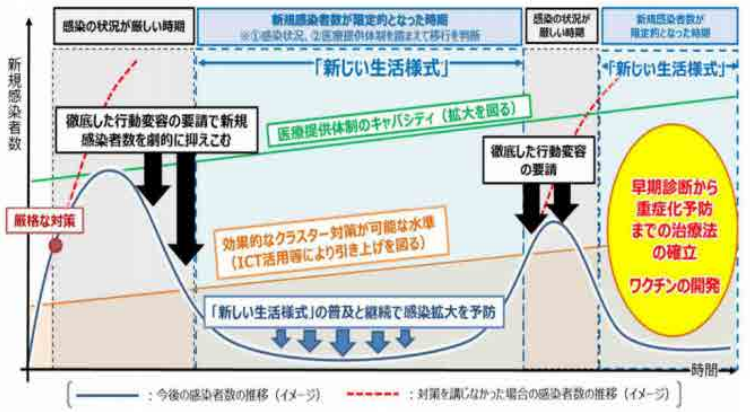 感染の状況が厳しい時期
新規感染者数が限定的となった時期
※①感染状況、②医療提供体制を踏まえて移行を判断
感染の状況が
厳しい時期
新規感染者数が
限定的となった時期
「新しい生活様式」
「新しい生活様式」
新規感染者数
徹底した行動変容の要請で新規
感染者数を劇的に抑えこむ
医療提供体制のキャパシティ（拡大を図る）
徹底した行動変容
の要請
厳格な対策
効果的なクラスター対策が可能な水準
（ICT活用等により引き上げを図る）
早期診断から
重症化予防
までの治療法
の確立
ワクチンの開発
「新しい生活様式」の普及と継続で感染拡大を予防
時間
：今後の感染者数の推移（イメージ）
：対策を講じなかった場合の感染者数の推移（イメージ）